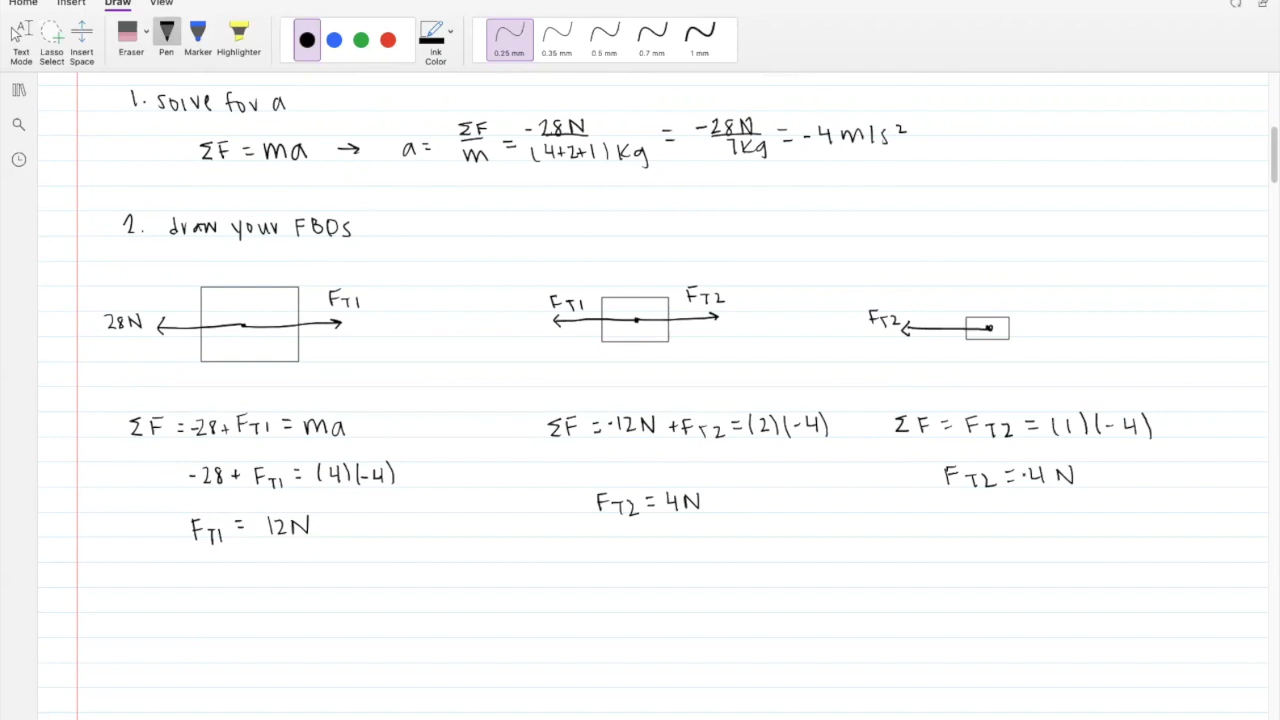 Home Insert Draw View
Text Mode Lasso Select Insert Space Eraser Pen Marker Highlighter Ink Color 0.25 mm 0.35 mm 0.5 mm 0.7 mm 1 mm
1. solve for a
ΣF = ma → a = ΣF/m = -28N/(4+2+1)Kg = -28N/7Kg = -4 m/s²
2. draw your FBDs
28N FT1
FT1 FT2
FT2
ΣF = -28 + FT1 = ma
-28 + FT1 = (4)(-4)
FT1 = 12N
ΣF = -12N + FT2 = (2)(-4)
FT2 = 4N
ΣF = FT2 = (1)(-4)
FT2 = -4N